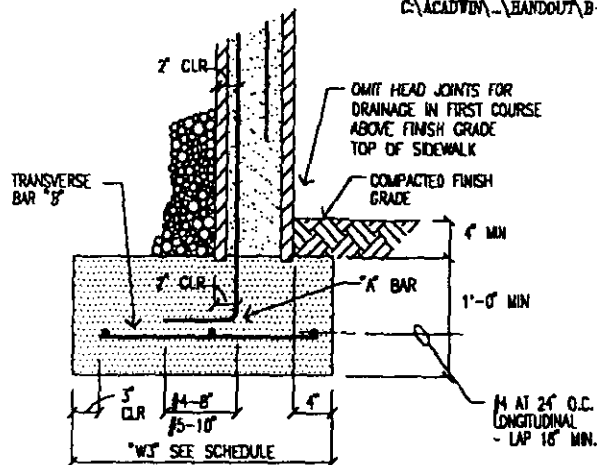 C:\ACADWIN\...\HANDOUT\B-
2" CLR
OMIT HEAD JOINTS FOR
DRAINAGE IN FIRST COURSE
ABOVE FINISH GRADE
TOP OF SIDEWALK
TRANSVERSE
BAR "B"
COMPACTED FINISH
GRADE
4" MIN
2" CLR
"A" BAR
1'-0" MIN
3"
CLR
#4-8"
#5-10"
4"
#4 AT 24" O.C.
LONGITUDINAL
- LAP 18" MIN.
"W3" SEE SCHEDULE